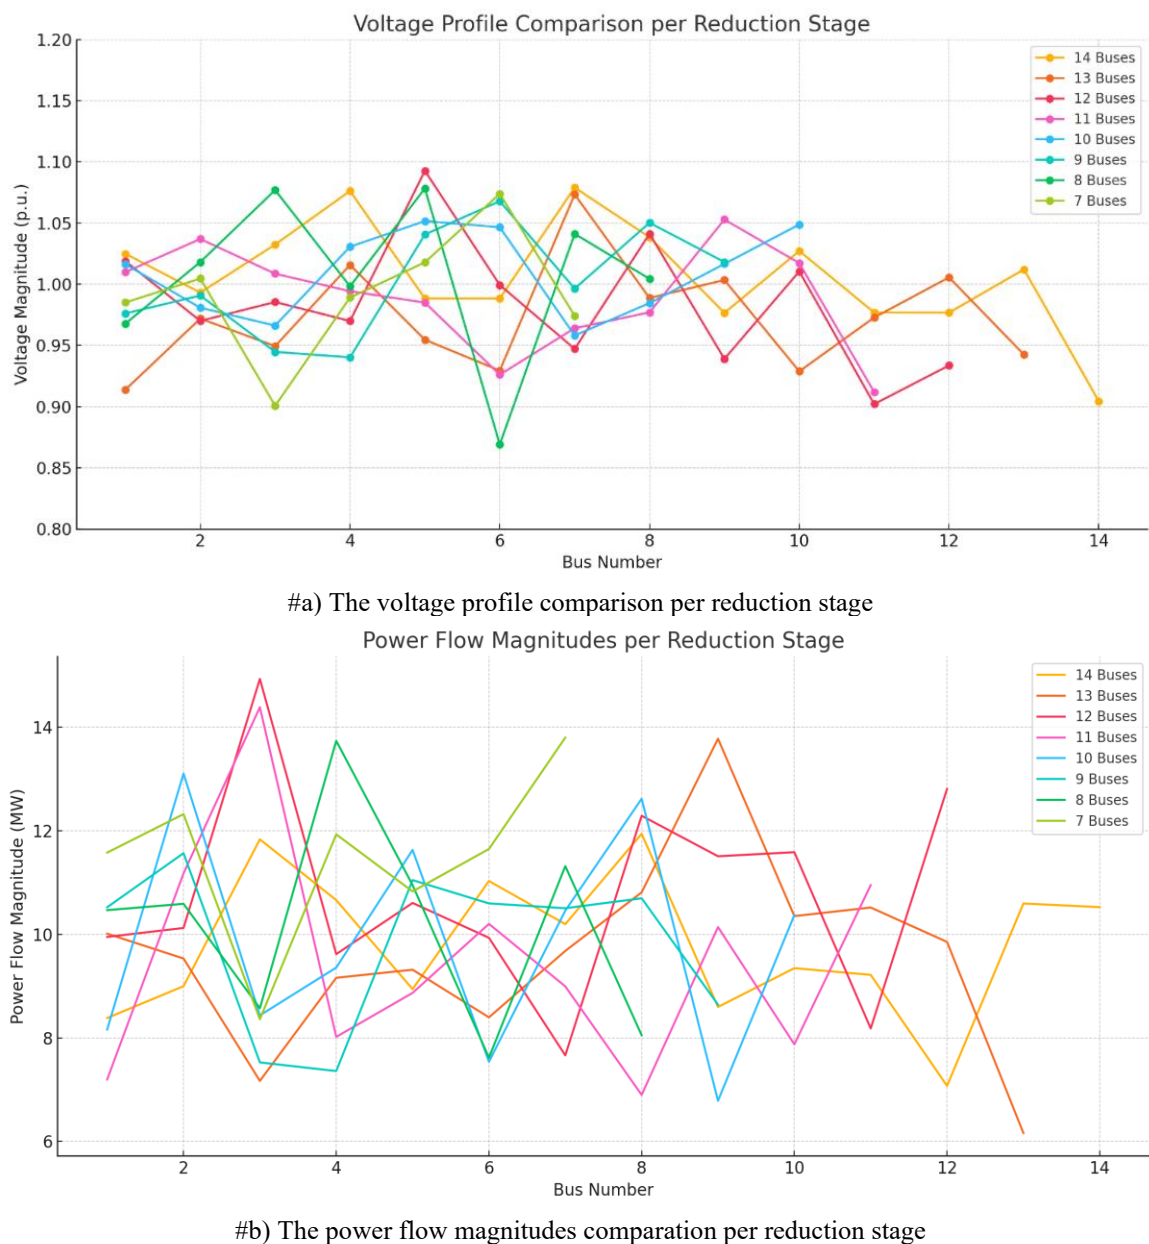 Voltage Profile Comparison per Reduction Stage
1.20
1.15
1.10
1.05
1.00
0.95
0.90
0.85
0.80
Voltage Magnitude (p.u.)
14 Buses
13 Buses
12 Buses
11 Buses
10 Buses
9 Buses
8 Buses
7 Buses
2 4 6 8 10 12 14
Bus Number
#a) The voltage profile comparison per reduction stage
Power Flow Magnitudes per Reduction Stage
14
12
10
8
6
Power Flow Magnitude (MW)
14 Buses
13 Buses
12 Buses
11 Buses
10 Buses
9 Buses
8 Buses
7 Buses
2 4 6 8 10 12 14
Bus Number
#b) The power flow magnitudes comparation per reduction stage